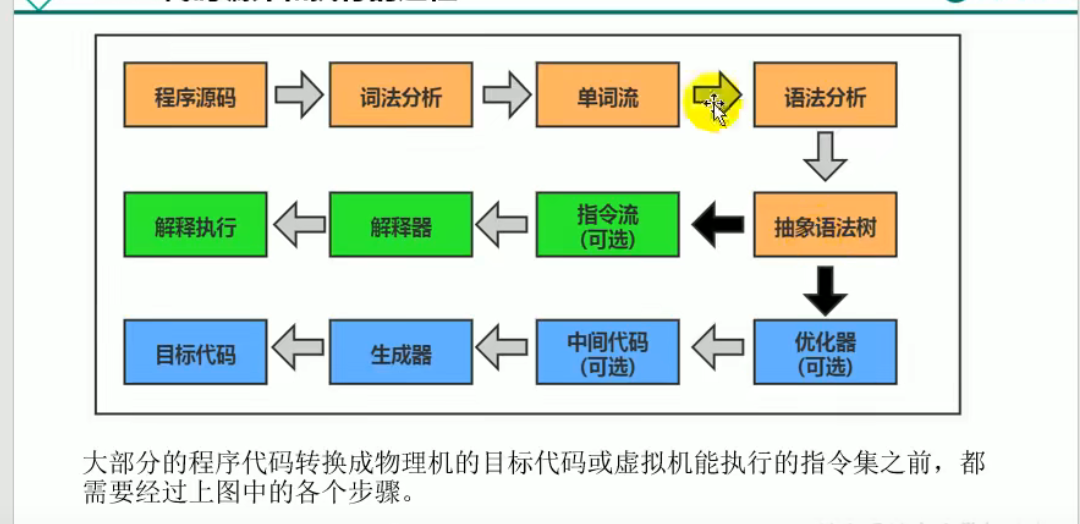 程序源码
词法分析
单词流
语法分析
解释执行
解释器
指令流
(可选)
抽象语法树
目标代码
生成器
中间代码
(可选)
优化器
(可选)
大部分的程序代码转换成物理机的目标代码或虚拟机能执行的指令集之前，都
需要经过上图中的各个步骤。